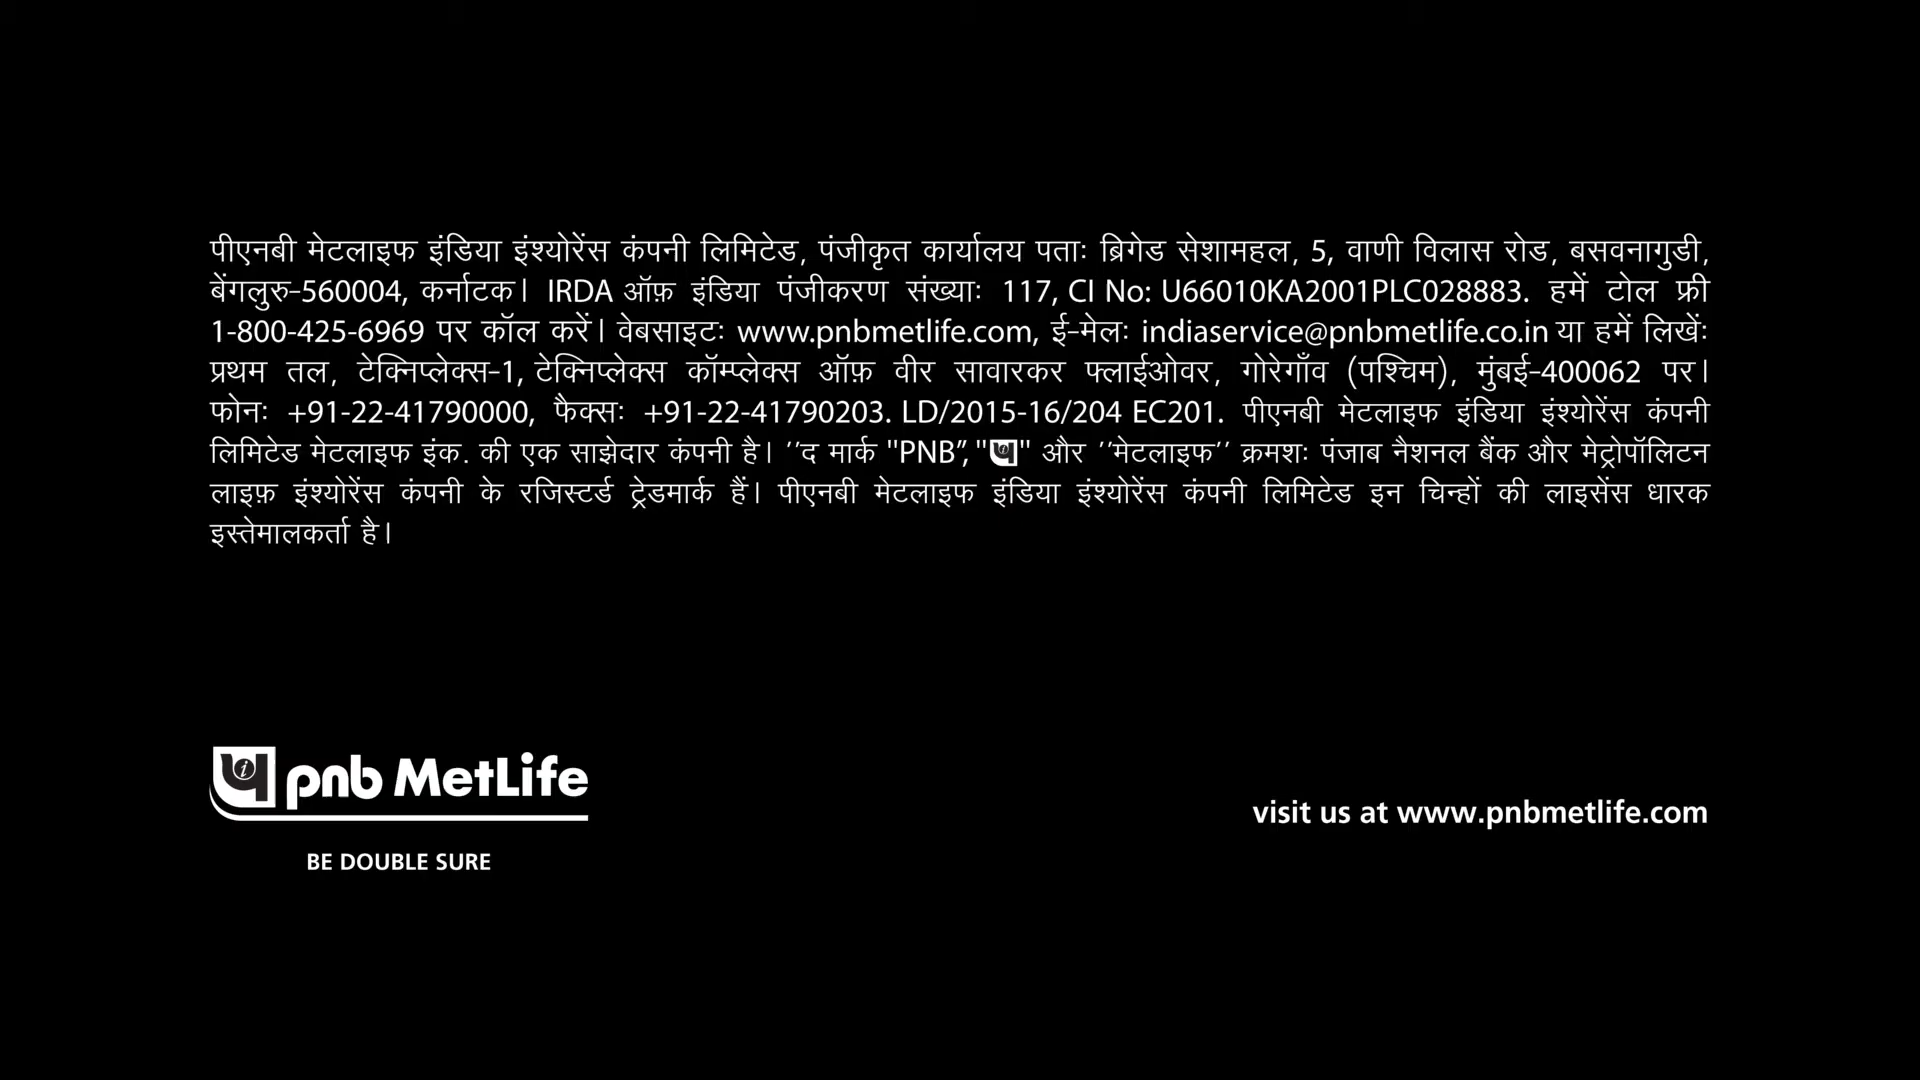 पीएनबी मेटलाइफ इंडिया इंश्योरेंस कंपनी लिमिटेड, पंजीकृत कार्यालय पताः ब्रिगेड सेशामहल, 5, वाणी विलास रोड, बसवनागुडी,
बेंगलुरु-560004, कर्नाटक। IRDA ऑफ़ इंडिया पंजीकरण संख्याः 117, CI No: U66010KA2001PLC028883. हमें टोल फ्री
1-800-425-6969 पर कॉल करें। वेबसाइटः www.pnbmetlife.com, ई-मेलः indiaservice@pnbmetlife.co.in या हमें लिखेंः
प्रथम तल, टेक्निप्लेक्स-1, टेक्निप्लेक्स कॉम्प्लेक्स ऑफ़ वीर सावारकर फ्लाईओवर, गोरेगाँव (पश्चिम), मुंबई-400062 पर।
फोनः +91-22-41790000, फैक्सः +91-22-41790203. LD/2015-16/204 EC201. पीएनबी मेटलाइफ इंडिया इंश्योरेंस कंपनी
लिमिटेड मेटलाइफ इंक. की एक साझेदार कंपनी है। ''द मार्क "PNB”, "प" और ''मेटलाइफ'' क्रमशः पंजाब नैशनल बैंक और मेट्रोपॉलिटन
लाइफ़ इंश्योरेंस कंपनी के रजिस्टर्ड ट्रेडमार्क हैं। पीएनबी मेटलाइफ इंडिया इंश्योरेंस कंपनी लिमिटेड इन चिन्हों की लाइसेंस धारक
इस्तेमालकर्ता है।
pnb MetLife
visit us at www.pnbmetlife.com
BE DOUBLE SURE